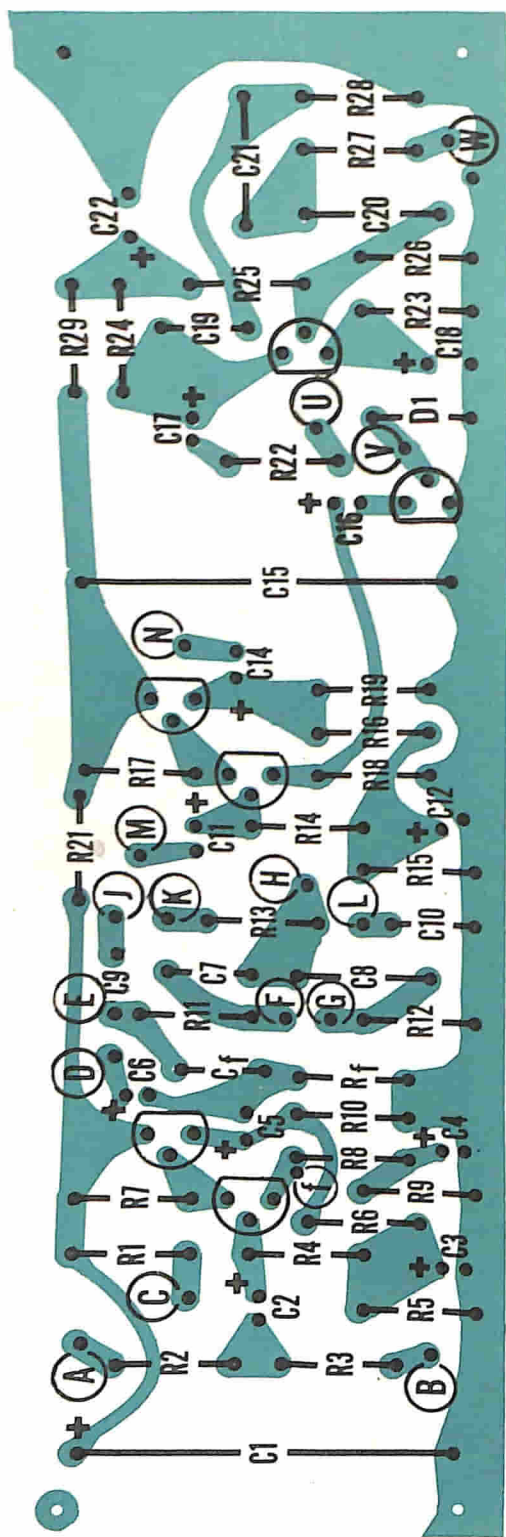 +
A
D
E
J
R21
R29
C22
R1
R7
+
C6
C9
M
R17
R24
+
C
R2
K
N
C17
+
R11
C7
C11
+
C19
R25
C21
+
C2
+
C5
Cf
R13
+
C14
R22
C1
R4
f
F
H
R14
C15
U
R3
R6
R8
R10
Rf
G
C8
L
R18
R16
R19
+
C16
V
D1
R23
R26
C20
R27
R28
B
R5
+
C3
R9
+
C4
R12
C10
R15
+
C12
+
C18
W